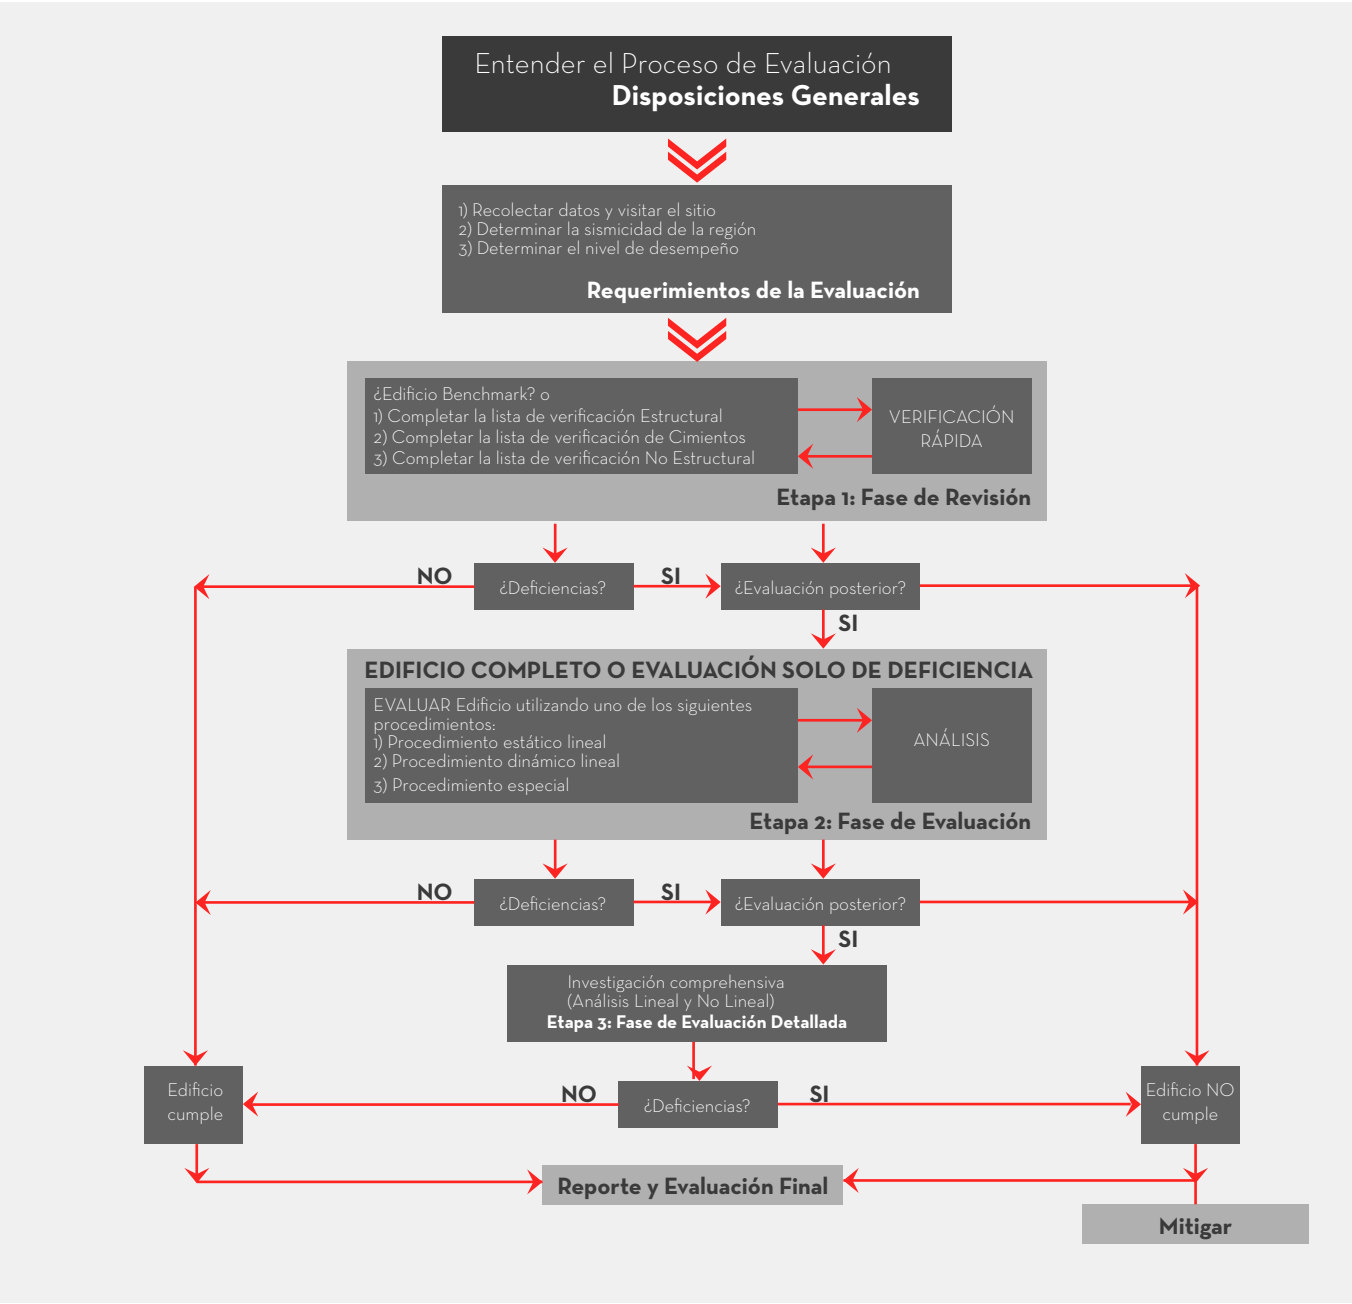 Entender el Proceso de Evaluación
Disposiciones Generales
1) Recolectar datos y visitar el sitio
2) Determinar la sismicidad de la región
3) Determinar el nivel de desempeño
Requerimientos de la Evaluación
¿Edificio Benchmark? o
1) Completar la lista de verificación Estructural
2) Completar la lista de verificación de Cimientos
3) Completar la lista de verificación No Estructural
VERIFICACIÓN
RÁPIDA
Etapa 1: Fase de Revisión
NO
¿Deficiencias?
SI
¿Evaluación posterior?
SI
EDIFICIO COMPLETO O EVALUACIÓN SOLO DE DEFICIENCIA
EVALUAR Edificio utilizando uno de los siguientes
procedimientos:
1) Procedimiento estático lineal
2) Procedimiento dinámico lineal
3) Procedimiento especial
ANÁLISIS
Etapa 2: Fase de Evaluación
NO
¿Deficiencias?
SI
¿Evaluación posterior?
SI
Investigación comprehensiva
(Análisis Lineal y No Lineal)
Etapa 3: Fase de Evaluación Detallada
Edificio
cumple
NO
¿Deficiencias?
SI
Edificio NO
cumple
Reporte y Evaluación Final
Mitigar